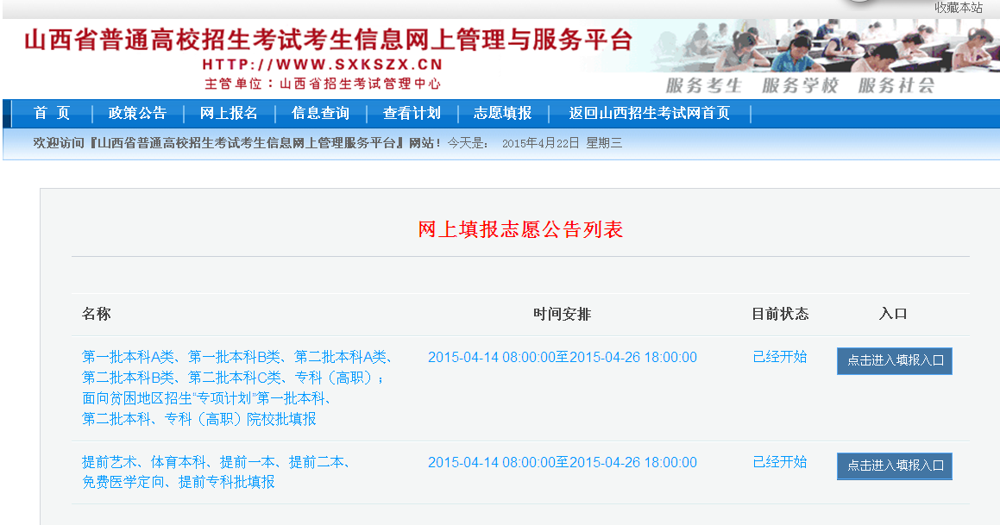 收藏本站
山西省普通高校招生考试考生信息网上管理与服务平台
HTTP://WWW.SXKSZX.CN
主管单位：山西省招生考试管理中心
服务考生 服务学校 服务社会
首 页 政策公告 网上报名 信息查询 查看计划 志愿填报 返回山西招生考试网首页
欢迎访问『山西省普通高校招生考试考生信息网上管理服务平台』网站！今天是： 2015年4月22日 星期三
网上填报志愿公告列表
名称 时间安排 目前状态 入口
第一批本科A类、第一批本科B类、第二批本科A类、 2015-04-14 08:00:00至2015-04-26 18:00:00 已经开始 点击进入填报入口
第二批本科B类、第二批本科C类、专科（高职）；
面向贫困地区招生“专项计划”第一批本科、
第二批本科、专科（高职）院校批填报
提前艺术、体育本科、提前一本、提前二本、 2015-04-14 08:00:00至2015-04-26 18:00:00 已经开始 点击进入填报入口
免费医学定向、提前专科批填报